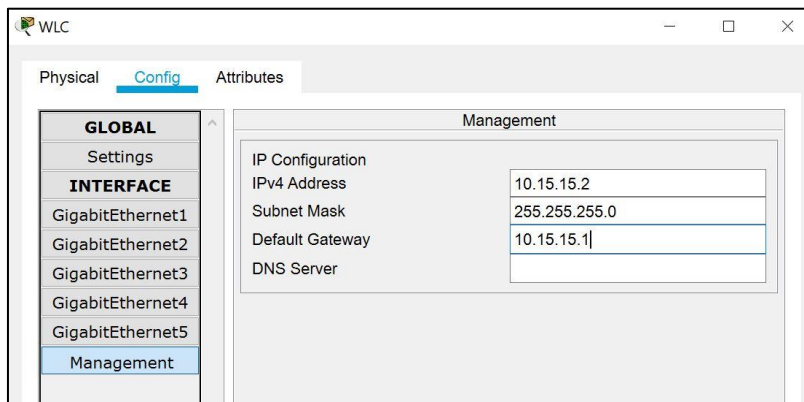 WLC
Physical Config Attributes
GLOBAL
Settings
INTERFACE
GigabitEthernet1
GigabitEthernet2
GigabitEthernet3
GigabitEthernet4
GigabitEthernet5
Management
Management
IP Configuration
IPv4 Address 10.15.15.2
Subnet Mask 255.255.255.0
Default Gateway 10.15.15.1
DNS Server